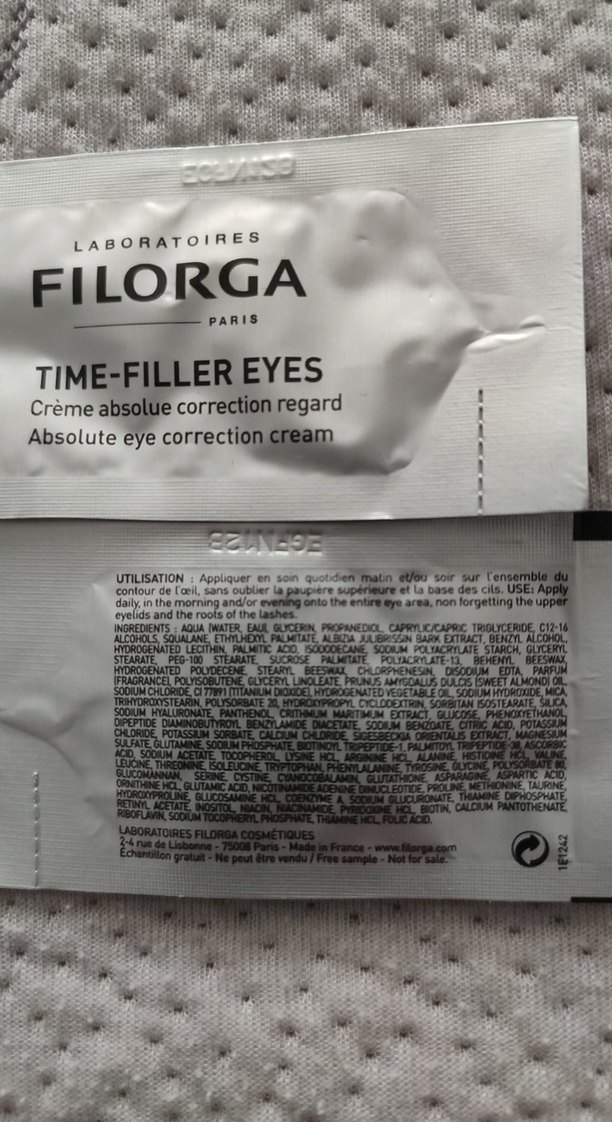 ECFN12B
LABORATOIRES
FILORGA
PARIS
TIME-FILLER EYES
Crème absolue correction regard
Absolute eye correction cream
ECFN12B
UTILISATION : Appliquer en soin quotidien matin et/ou soir sur l'ensemble du
contour de l'œil, sans oublier la paupière supérieure et la base des cils. USE: Apply
daily, in the morning and/or evening onto the entire eye area, non forgetting the upper
eyelids and the roots of the lashes.
INGREDIENTS : AQUA (WATER, EAU), GLYCERIN, PROPANEDIOL, CAPRYLIC/CAPRIC TRIGLYCERIDE, C12-16
ALCOHOLS, SQUALANE, ETHYLHEXYL PALMITATE, ALBIZIA JULIBRISSIN BARK EXTRACT, BENZYL ALCOHOL,
HYDROGENATED LECITHIN, PALMITIC ACID, ISODODECANE, SODIUM POLYACRYLATE STARCH, GLYCERYL
STEARATE, PEG-100 STEARATE, SUCROSE PALMITATE, POLYACRYLATE-13, BEHENYL BEESWAX,
HYDROGENATED POLYDECENE, STEARYL BEESWAX, CHLORPHENESIN, DISODIUM EDTA, PARFUM
(FRAGRANCE), POLYISOBUTENE, GLYCERYL LINOLEATE, PRUNUS AMYGDALUS DULCIS (SWEET ALMOND) OIL,
SODIUM CHLORIDE, CI 77891 (TITANIUM DIOXIDE), HYDROGENATED VEGETABLE OIL, SODIUM HYDROXIDE, MICA,
TRIHYDROXYSTEARIN, POLYSORBATE 20, HYDROXYPROPYL CYCLODEXTRIN, SORBITAN ISOSTEARATE, SILICA,
SODIUM HYALURONATE, PANTHENOL, CRITHMUM MARITIMUM EXTRACT, GLUCOSE, PHENOXYETHANOL,
DIPEPTIDE DIAMINOBUTYROYL BENZYLAMIDE DIACETATE, SODIUM BENZOATE, CITRIC ACID, POTASSIUM
CHLORIDE, POTASSIUM SORBATE, CALCIUM CHLORIDE, SIGESBECKIA ORIENTALIS EXTRACT, MAGNESIUM
SULFATE, GLUTAMINE, SODIUM PHOSPHATE, BIOTINOYL TRIPEPTIDE-1, PALMITOYL TRIPEPTIDE-38, ASCORBIC
ACID, SODIUM ACETATE, TOCOPHEROL, LYSINE HCL, ARGININE HCL, ALANINE, HISTIDINE HCL, VALINE,
LEUCINE, THREONINE, ISOLEUCINE, TRYPTOPHAN, PHENYLALANINE, TYROSINE, GLYCINE, POLYSORBATE 80,
GLUCOMANNAN, SERINE, CYSTINE, CYANOCOBALAMIN, GLUTATHIONE, ASPARAGINE, ASPARTIC ACID,
ORNITHINE HCL, GLUTAMIC ACID, NICOTINAMIDE ADENINE DINUCLEOTIDE, PROLINE, METHIONINE, TAURINE,
HYDROXYPROLINE, GLUCOSAMINE HCL, COENZYME A, SODIUM GLUCURONATE, THIAMINE DIPHOSPHATE,
RETINYL ACETATE, INOSITOL, NIACIN, NIACINAMIDE, PYRIDOXINE HCL, BIOTIN, CALCIUM PANTOTHENATE,
RIBOFLAVIN, SODIUM TOCOPHERYL PHOSPHATE, THIAMINE HCL, FOLIC ACID.
LABORATOIRES FILORGA COSMÉTIQUES
2-4 rue de Lisbonne - 75008 Paris - Made in France - www.filorga.com
Échantillon gratuit - Ne peut être vendu / Free sample - Not for sale.
1E1242